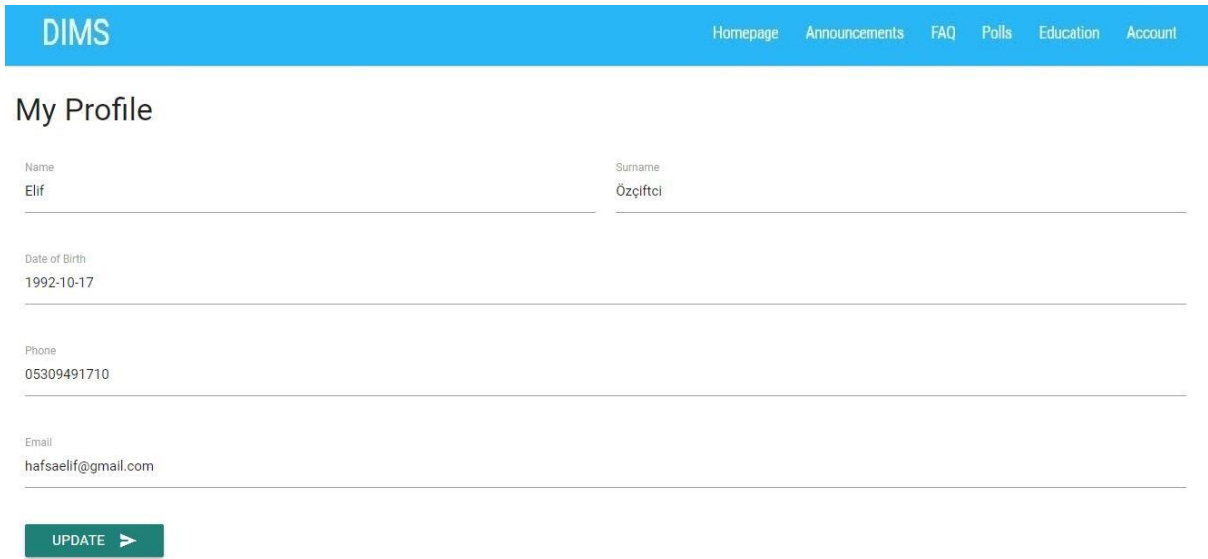 DIMS
Homepage Announcements FAQ Polls Education Account
My Profile
Name Surname
Elif Özçiftci
Date of Birth
1992-10-17
Phone
05309491710
Email
hafsaelif@gmail.com
UPDATE